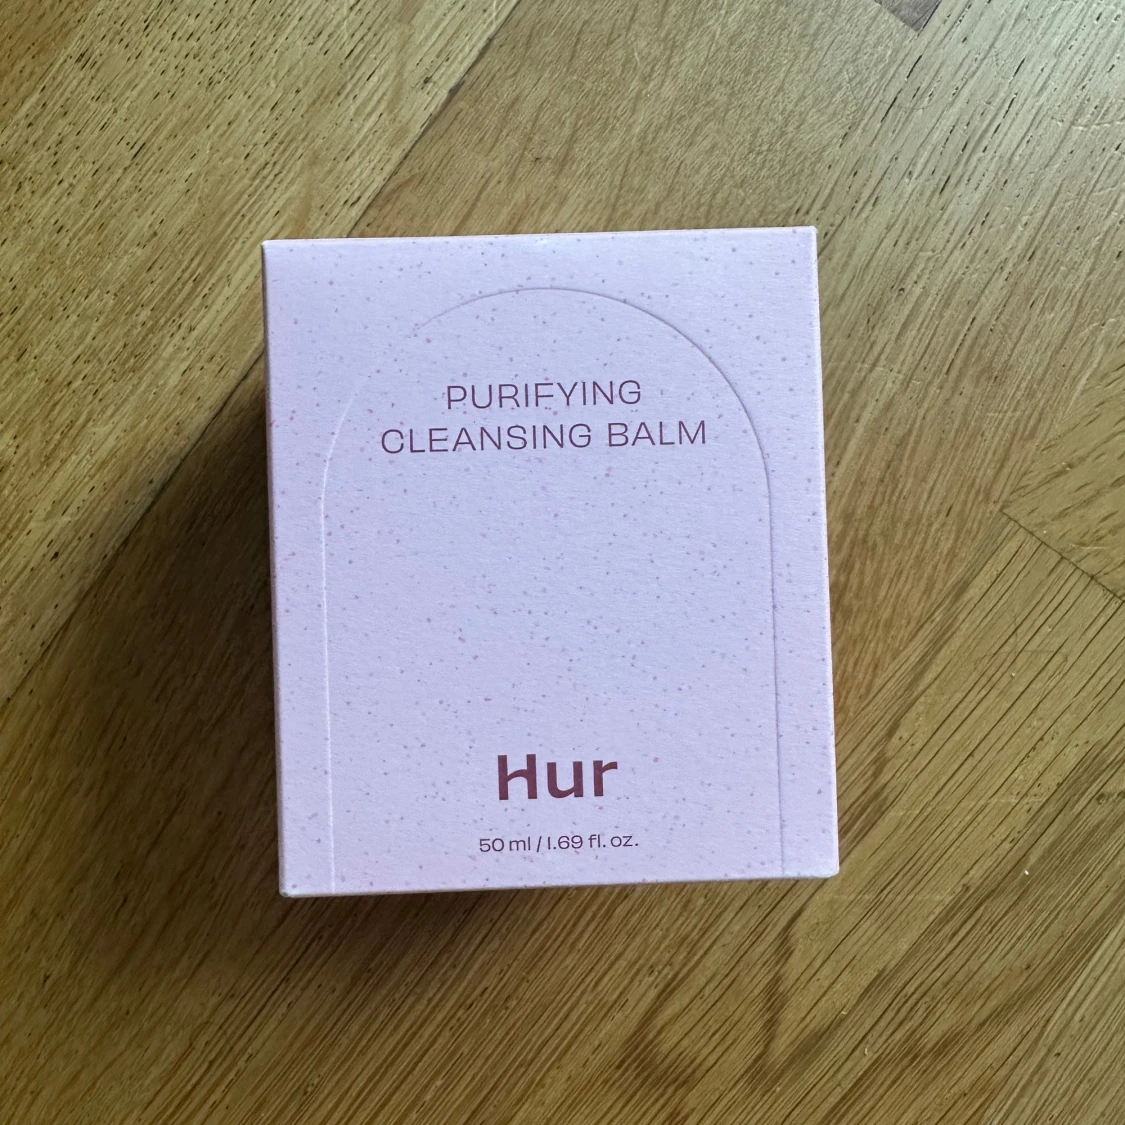 PURIFYING
CLEANSING BALM
Hur
50 ml / 1.69 fl. oz.